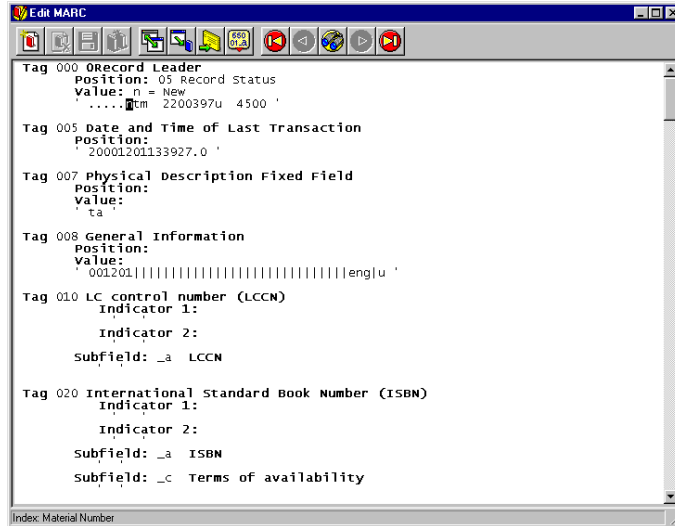 Edit MARC
650
01.a
Tag 000 0Record Leader
Position: 05 Record Status
Value: n = New
' .....ntm 2200397u 4500 '
Tag 005 Date and Time of Last Transaction
Position:
' 20001201133927.0 '
Tag 007 Physical Description Fixed Field
Position:
Value:
' ta '
Tag 008 General Information
Position:
Value:
' 001201|||||||||||||||||||||||||||||eng|u '
Tag 010 LC control number (LCCN)
Indicator 1:
' '
Indicator 2:
' '
Subfield: _a LCCN
' '
Tag 020 International Standard Book Number (ISBN)
Indicator 1:
' '
Indicator 2:
' '
Subfield: _a ISBN
' '
Subfield: _c Terms of availability
' '
Index: Material Number